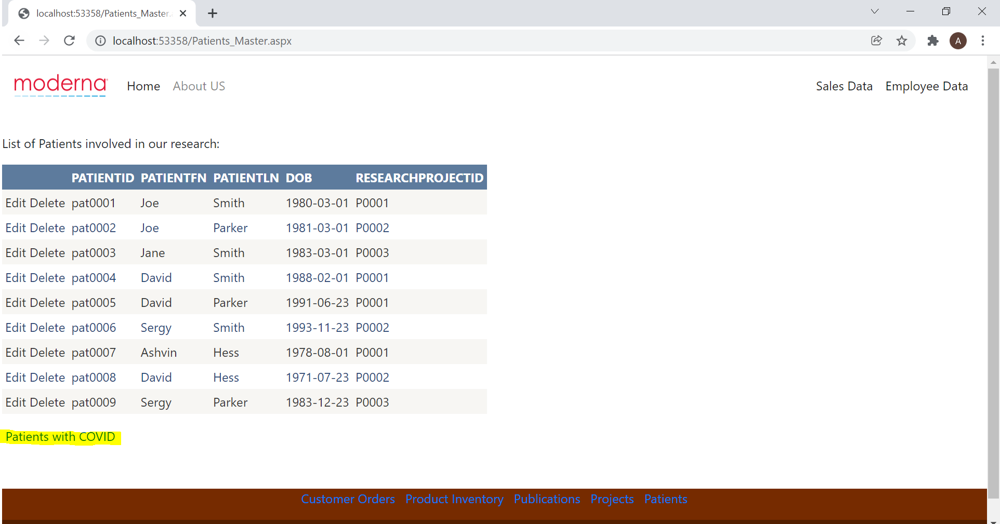 localhost:53358/Patients_Master.
localhost:53358/Patients_Master.aspx
A
moderna Home About US Sales Data Employee Data
List of Patients involved in our research:
PATIENTID PATIENTFN PATIENTLN DOB RESEARCHPROJECTID
Edit Delete pat0001 Joe Smith 1980-03-01 P0001
Edit Delete pat0002 Joe Parker 1981-03-01 P0002
Edit Delete pat0003 Jane Smith 1983-03-01 P0003
Edit Delete pat0004 David Smith 1988-02-01 P0001
Edit Delete pat0005 David Parker 1991-06-23 P0001
Edit Delete pat0006 Sergy Smith 1993-11-23 P0002
Edit Delete pat0007 Ashvin Hess 1978-08-01 P0001
Edit Delete pat0008 David Hess 1971-07-23 P0002
Edit Delete pat0009 Sergy Parker 1983-12-23 P0003
Patients with COVID
Customer Orders Product Inventory Publications Projects Patients